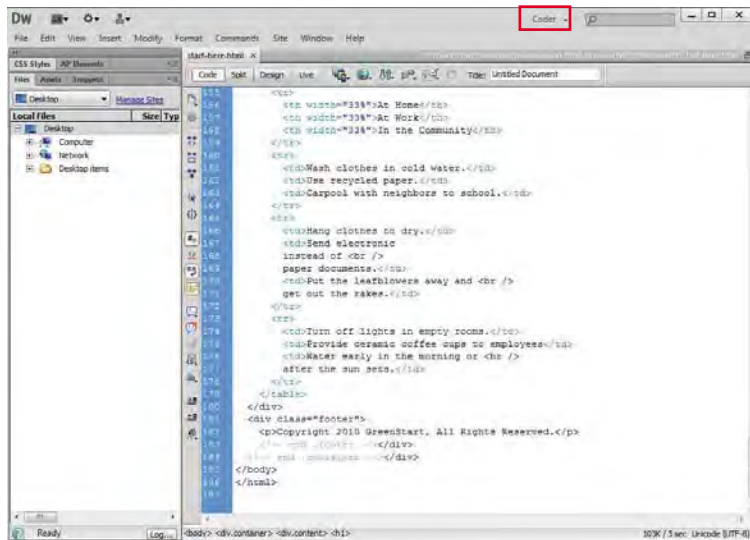 DW Coder
File Edit View Insert Modify Format Commands Site Window Help
start-here.html ×
CSS Styles AP Elements
Code Split Design Live Title: Untitled Document
Files Assets Snippets
Desktop Manage Sites
Local Files Size Typ
Desktop
Computer
Network
Desktop items
155 <tr>
156 <th width="33%">At Home</th>
157 <th width="33%">At Work</th>
158 <th width="33%">In the Community</th>
159 </tr>
160 <tr>
161 <td>Wash clothes in cold water.</td>
162 <td>Use recycled paper.</td>
163 <td>Carpool with neighbors to school.</td>
164 </tr>
165 <tr>
166 <td>Hang clothes to dry.</td>
167 <td>Send electronic
168 instead of <br />
169 paper documents.</td>
170 <td>Put the leafblowers away and <br />
171 get out the rakes.</td>
172 </tr>
173 <tr>
174 <td>Turn off lights in empty rooms.</td>
175 <td>Provide ceramic coffee cups to employees</td>
176 <td>Water early in the morning or <br />
177 after the sun sets.</td>
178 </tr>
179 </table>
180 </div>
181 <div class="footer">
182 <p>Copyright 2010 GreenStart, All Rights Reserved.</p>
183 <!-- end .footer --></div>
184 <!-- end .container --></div>
185 </body>
186 </html>
187
Ready Log... <body> <div.container> <div.content> <h1> 103K / 3 sec Unicode (UTF-8)